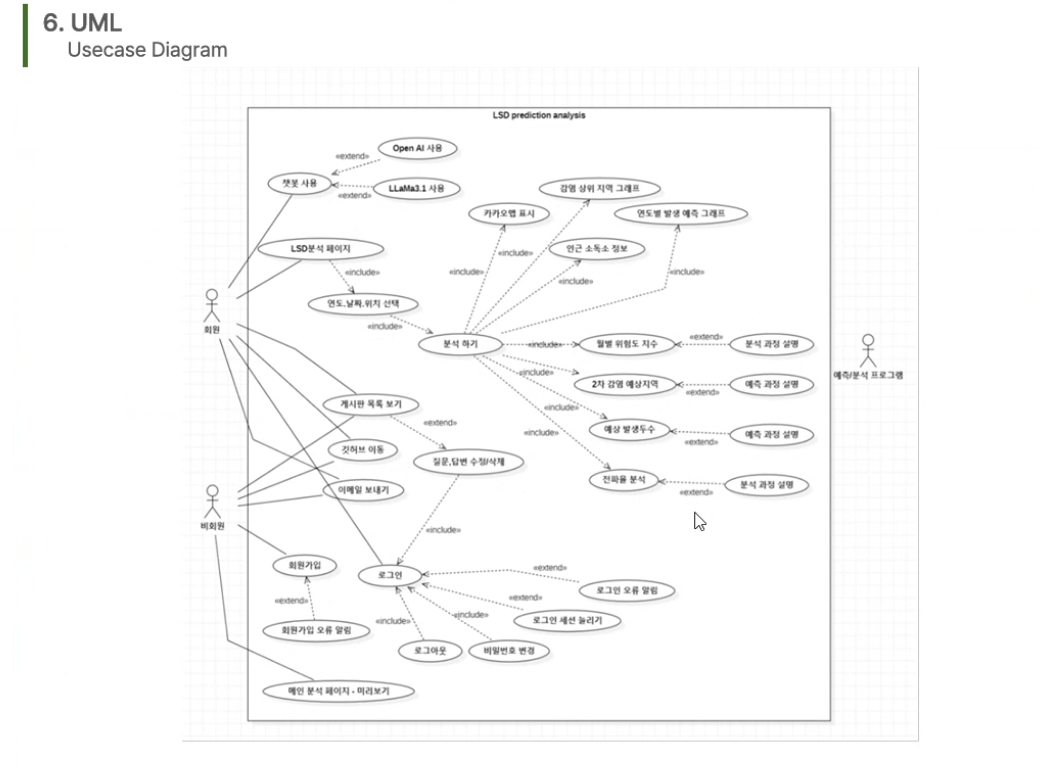 6. UML
Usecase Diagram
LSD prediction analysis
Open AI 사용
«extend»
챗봇 사용
LLaMa3.1 사용
«extend»
감염 상위 지역 그래프
카카오맵 표시
연도별 발생 예측 그래프
LSD분석 페이지
«include»
인근 소독소 정보
«include»
«include»
«include»
«include»
연도,날짜,위치 선택
회원
«include»
분석 하기
«include»
월별 위험도 지수
«extend»
분석 과정 설명
예측/분석 프로그램
«include»
2차 감염 예상지역
«extend»
예측 과정 설명
게시판 목록 보기
«include»
«extend»
예상 발생두수
«extend»
예측 과정 설명
«include»
깃허브 이동
질문,답변 수정/삭제
전파율 분석
«extend»
분석 과정 설명
이메일 보내기
비회원
«include»
회원가입
로그인
«extend»
로그인 오류 알림
«extend»
«extend»
«include»
«include»
로그인 세션 늘리기
회원가입 오류 알림
로그아웃
비밀번호 변경
메인 분석 페이지 - 미리보기